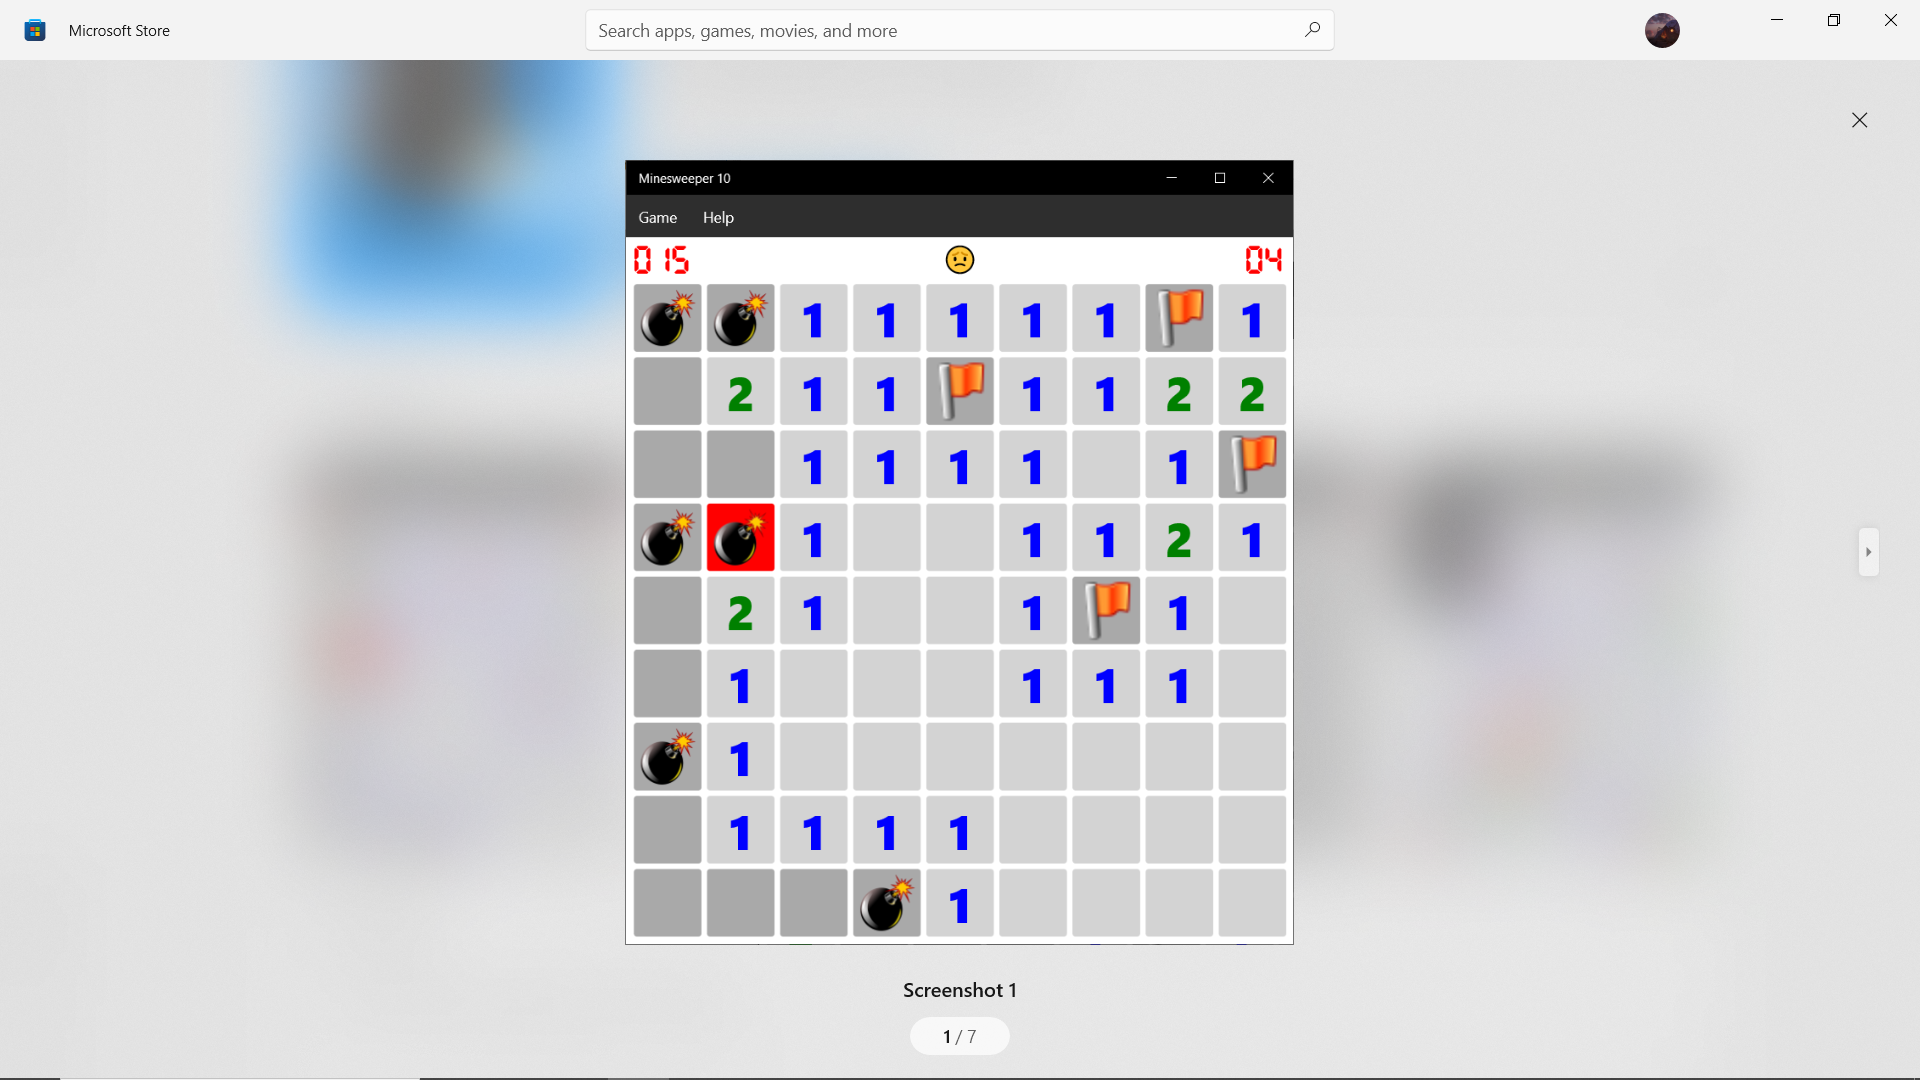 Microsoft Store
Search apps, games, movies, and more
Minesweeper 10
Game Help
015 04
1 1 1 1 1 1
2 1 1 1 1 2 2
1 1 1 1 1
1 1 1 2 1
2 1 1 1
1 1 1 1
1
1 1 1 1
1
Screenshot 1
1 / 7